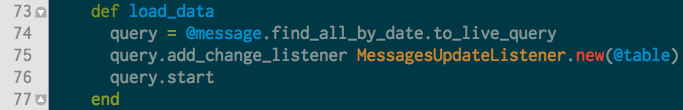 73 def load_data
74 query = @message.find_all_by_date.to_live_query
75 query.add_change_listener MessagesUpdateListener.new(@table)
76 query.start
77 end